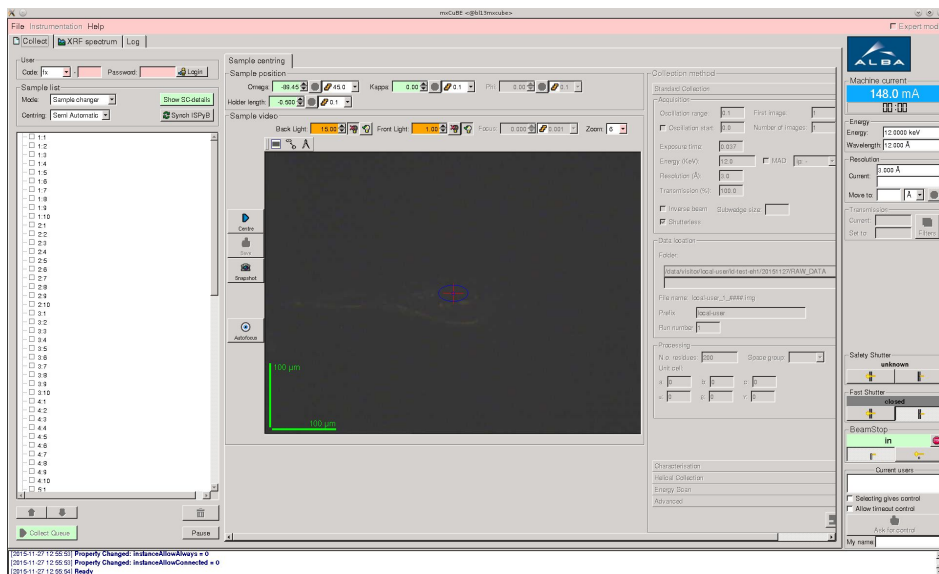 mxCuBE <@bl13mxcube>
File Instrumentation Help
Expert mod
Collect XRF spectrum Log
User
Code: fx - Password: Login
Sample list
Mode: Sample changer Show SC-details
Centring: Semi Automatic Synch ISPyB
1:1
1:2
1:3
1:4
1:5
1:6
1:7
1:8
1:9
1:10
2:1
2:2
2:3
2:4
2:5
2:6
2:7
2:8
2:9
2:10
3:1
3:2
3:3
3:4
3:5
3:6
3:7
3:8
3:9
3:10
4:1
4:2
4:3
4:4
4:5
4:6
4:7
4:8
4:9
4:10
5:1
Collect Queue Pause
Sample centring
Sample position
Omega: -89.45 45.0 Kappa: 0.00 0.1 Phi: 0.00 0.1
Holder length: -0.500 0.1
Sample video
Back Light: 15.00 Front Light: 1.00 Focus: 0.000 0.001 Zoom: 6
Centre
Save
Snapshot
Autofocus
100 µm
100 µm
Collection method
Standard Collection
Acquisition
Oscillation range: 0.1 First image: 1
Oscillation start: 0.0 Number of images: 1
Exposure time: 0.037
Energy (KeV): 12.0 MAD ip: -
Resolution (Å): 3.0
Transmission (%): 100.0
Inverse beam Subwedge size:
Shutterless
Data location
Folder
File name: local-user_1_####.img
Prefix local-user
Run number 1
Processing
N.o. residues: 200 Space group:
Unit cell:
a: 0 b: 0 c: 0
α: 0 β: 0 γ: 0
Characterisation
Helical Collection
Energy Scan
Advanced
ALBA
Machine current
148.0 mA
00:00
Energy
Energy: 12.0000 keV
Wavelength: 12.000 Å
Resolution
Current: 3.000 Å
Move to: Å
Transmission
Current:
Set to: Filters
Safety Shutter
unknown
Fast Shutter
closed
BeamStop
in
Current users
Selecting gives control
Allow timeout control
Ask for control
My name:
[2015-11-27 12:55:53] Property Changed: instanceAllowAlways = 0
[2015-11-27 12:55:53] Property Changed: instanceAllowConnected = 0
[2015-11-27 12:55:54] Ready